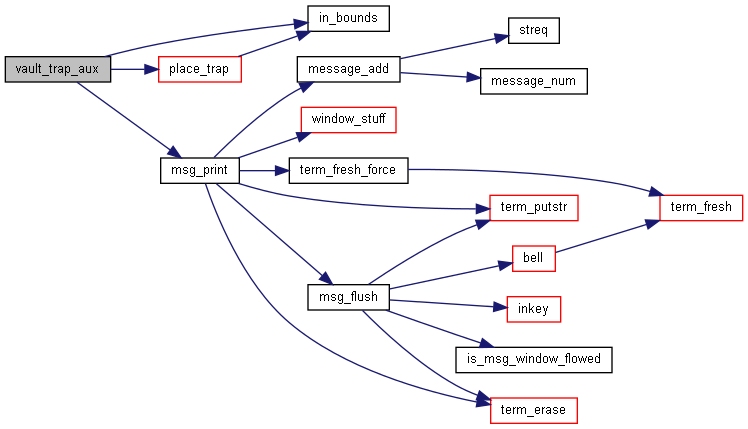 in_bounds
streq
vault_trap_aux
place_trap
message_add
message_num
window_stuff
msg_print
term_fresh_force
term_putstr
term_fresh
bell
msg_flush
inkey
is_msg_window_flowed
term_erase